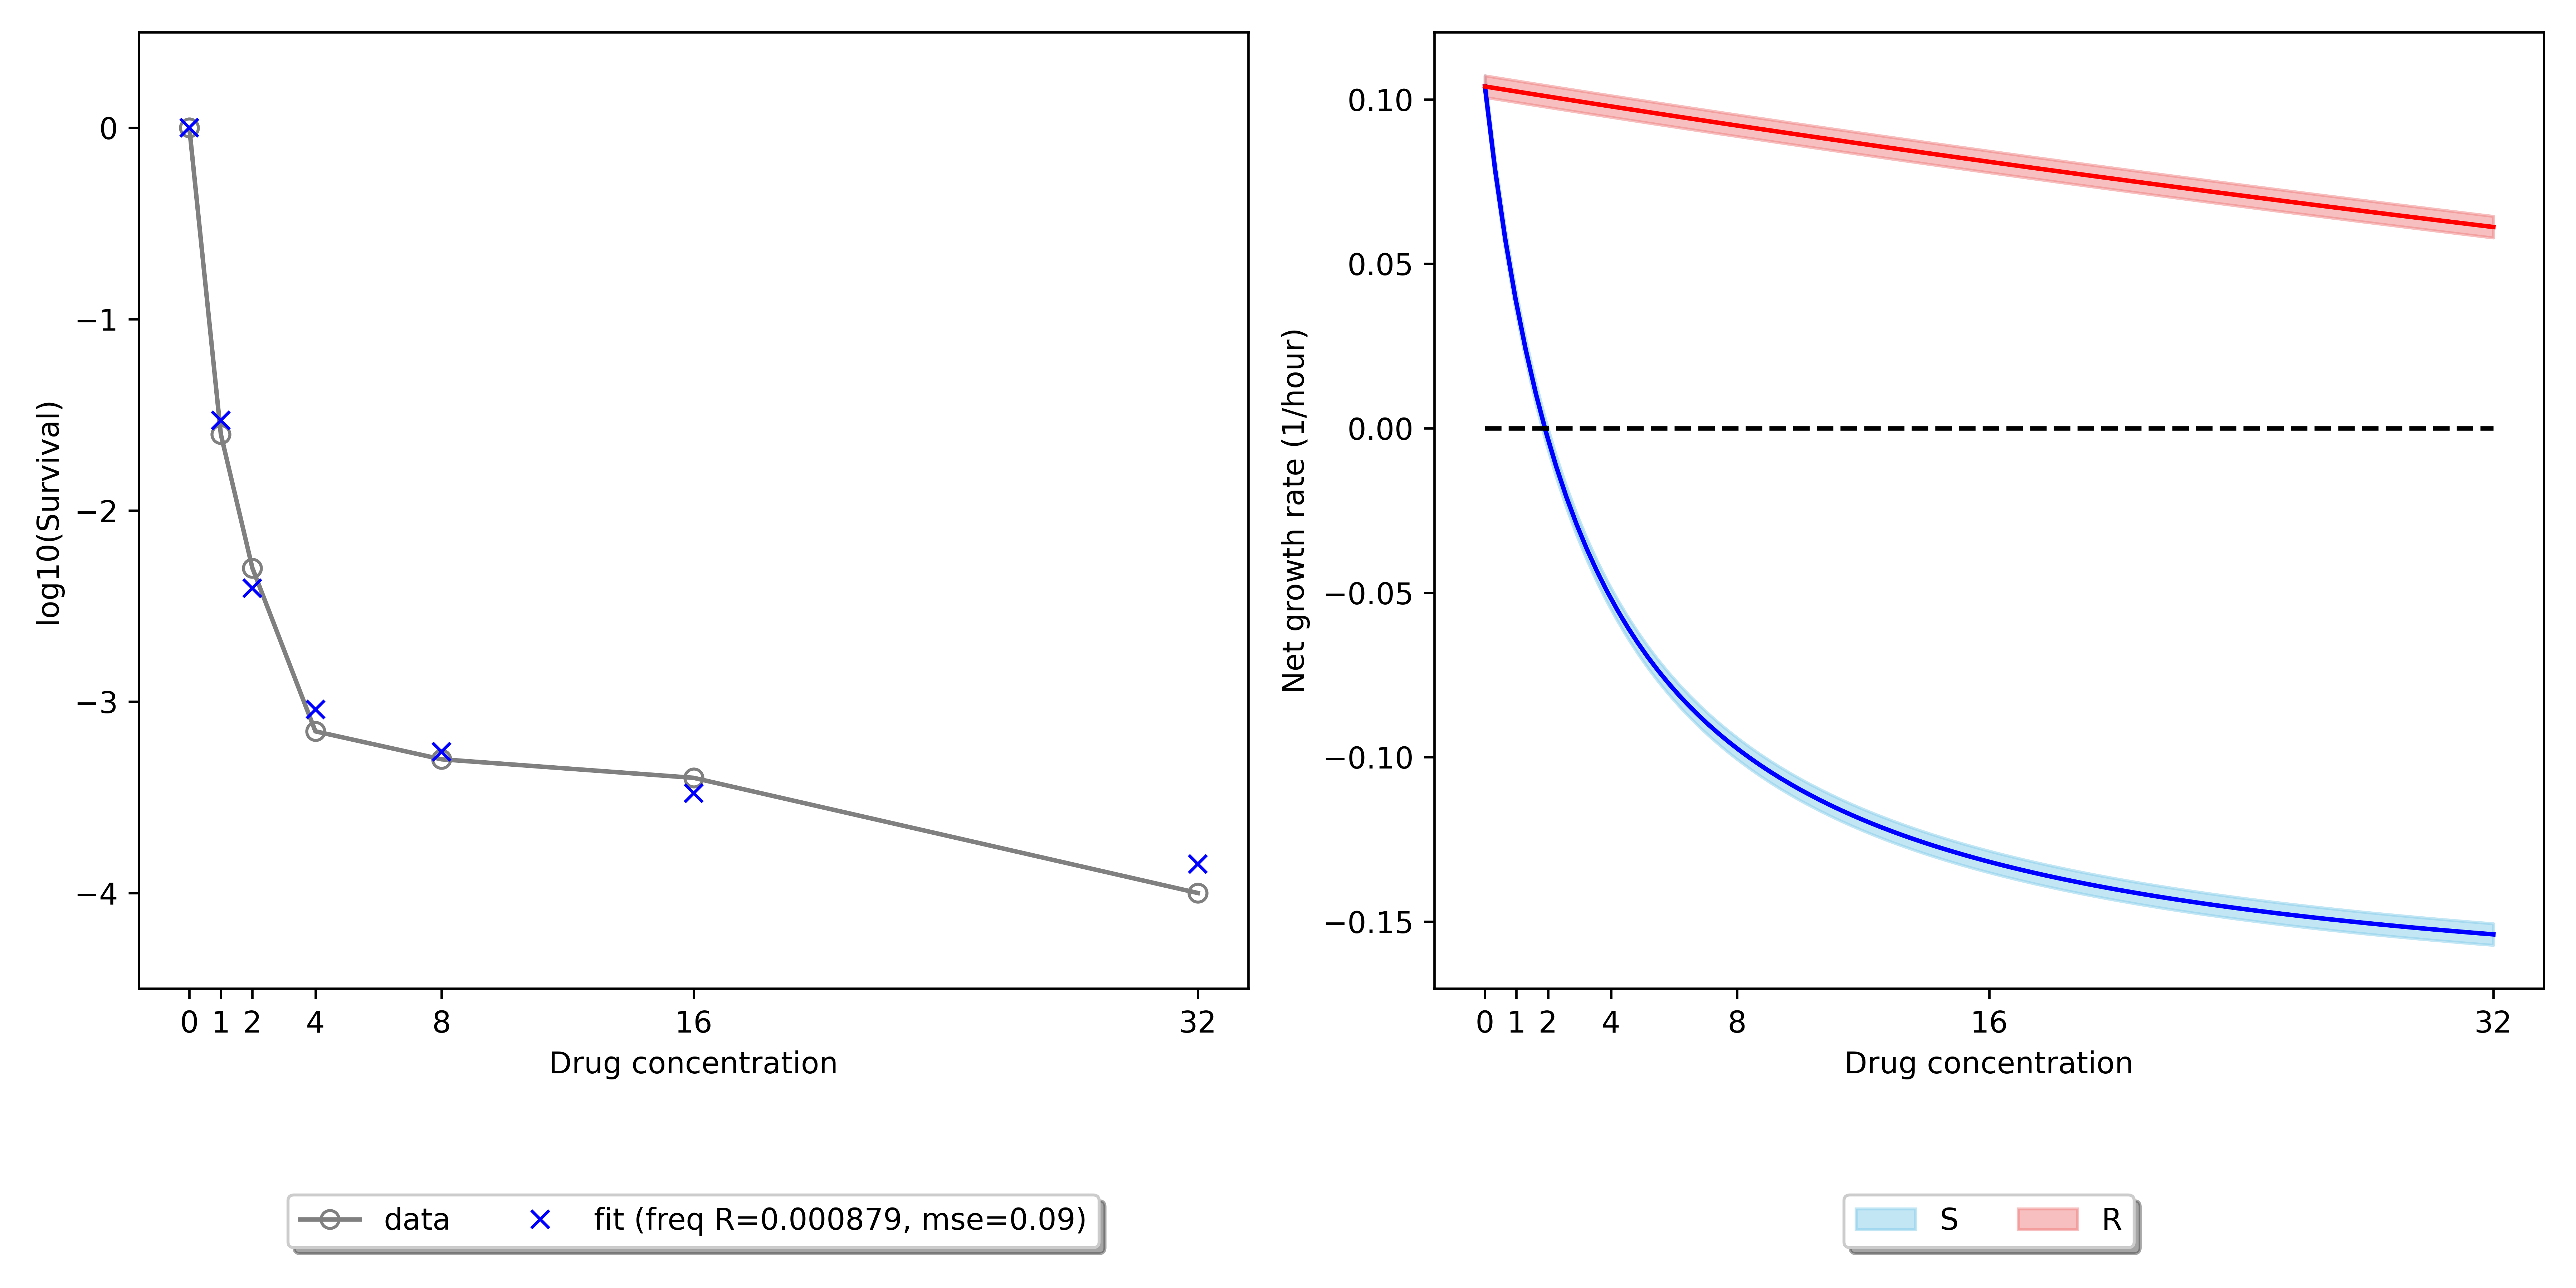 log10(Survival)
0
−1
−2
−3
−4
0 1 2 4 8 16 32
Drug concentration
data fit (freq R=0.000879, mse=0.09)
Net growth rate (1/hour)
0.10
0.05
0.00
−0.05
−0.10
−0.15
0 1 2 4 8 16 32
Drug concentration
S R